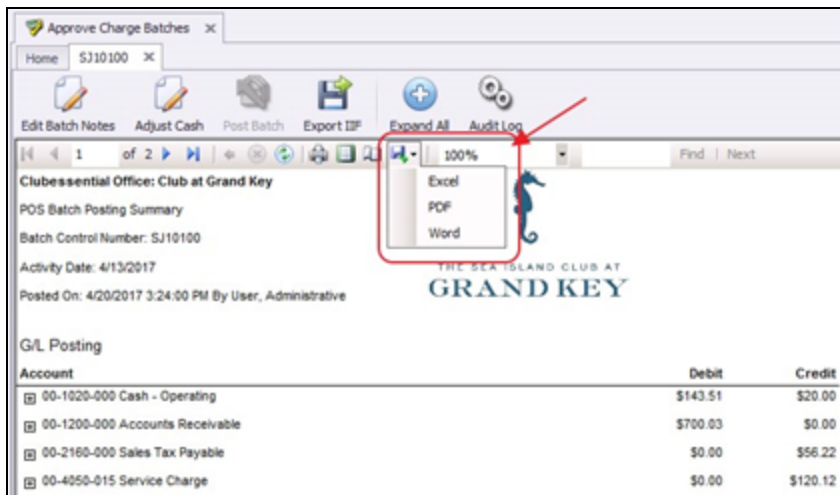 Approve Charge Batches
Home SJ10100
Edit Batch Notes Adjust Cash Post Batch Export IIF Expand All Audit Log
1 of 2 100% Find | Next
Excel
PDF
Word
Clubessential Office: Club at Grand Key
POS Batch Posting Summary
Batch Control Number: SJ10100
Activity Date: 4/13/2017
Posted On: 4/20/2017 3:24:00 PM By User, Administrative
THE SEA ISLAND CLUB AT
GRAND KEY
G/L Posting
Account Debit Credit
00-1020-000 Cash - Operating $143.51 $20.00
00-1200-000 Accounts Receivable $700.03 $0.00
00-2160-000 Sales Tax Payable $0.00 $56.22
00-4050-015 Service Charge $0.00 $120.12